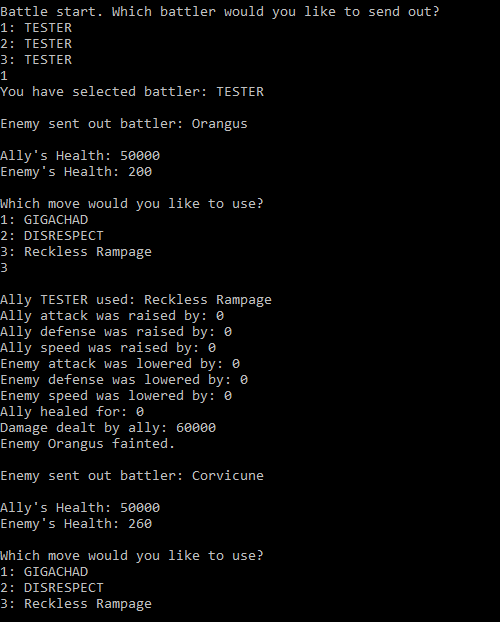 Battle start. Which battler would you like to send out?
1: TESTER
2: TESTER
3: TESTER
1
You have selected battler: TESTER
Enemy sent out battler: Orangus
Ally's Health: 50000
Enemy's Health: 200
Which move would you like to use?
1: GIGACHAD
2: DISRESPECT
3: Reckless Rampage
3
Ally TESTER used: Reckless Rampage
Ally attack was raised by: 0
Ally defense was raised by: 0
Ally speed was raised by: 0
Enemy attack was lowered by: 0
Enemy defense was lowered by: 0
Enemy speed was lowered by: 0
Ally healed for: 0
Damage dealt by ally: 60000
Enemy Orangus fainted.
Enemy sent out battler: Corvicune
Ally's Health: 50000
Enemy's Health: 260
Which move would you like to use?
1: GIGACHAD
2: DISRESPECT
3: Reckless Rampage